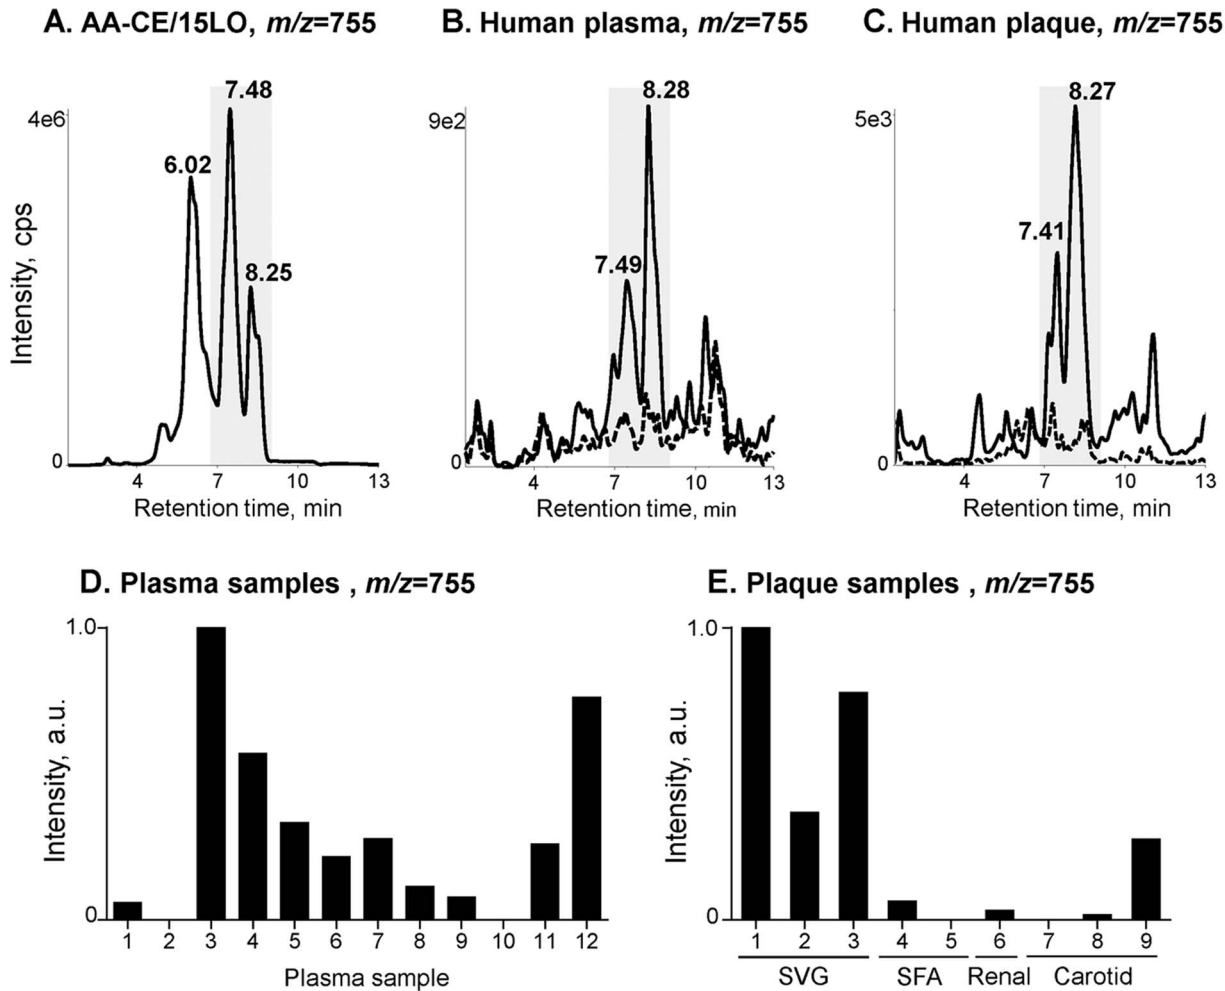 A. AA-CE/15LO, m/z=755
B. Human plasma, m/z=755
C. Human plaque, m/z=755
Intensity, cps
4e6
0
6.02
7.48
8.25
4 7 10 13
Retention time, min
9e2
0
7.49
8.28
4 7 10 13
Retention time, min
5e3
0
7.41
8.27
4 7 10 13
Retention time, min
D. Plasma samples , m/z=755
Intensity, a.u.
1.0
0
1 2 3 4 5 6 7 8 9 10 11 12
Plasma sample
E. Plaque samples , m/z=755
Intensity, a.u.
1.0
0
1 2 3 4 5 6 7 8 9
SVG SFA Renal Carotid